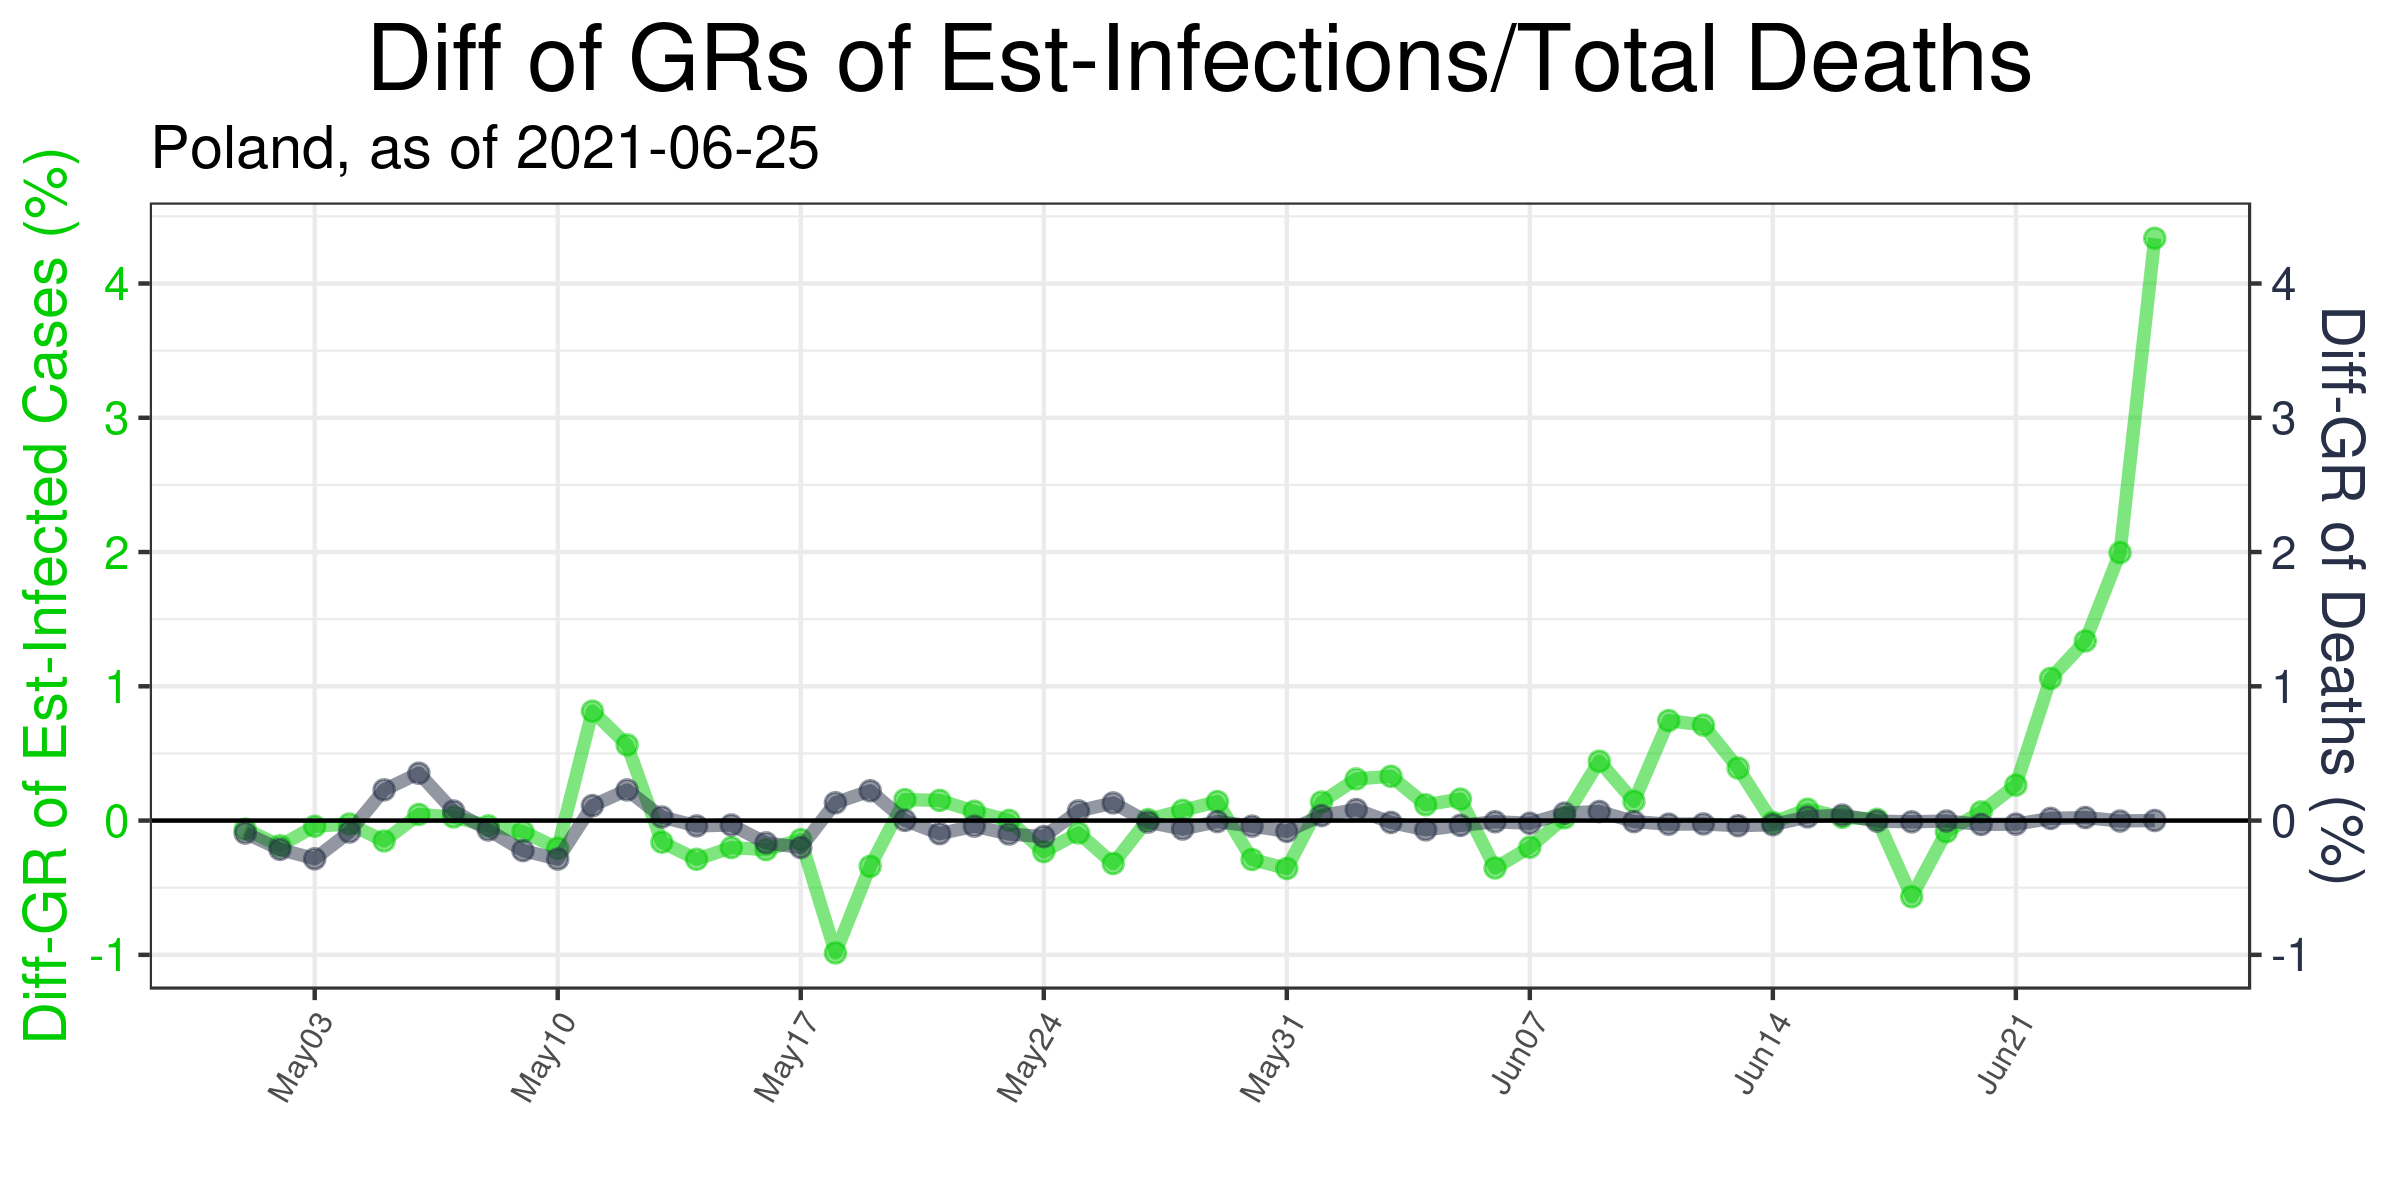 Diff of GRs of Est-Infections/Total Deaths
Poland, as of 2021-06-25
Diff-GR of Est-Infected Cases (%)
4
3
2
1
0
-1
4
3
2
1
0
-1
Diff-GR of Deaths (%)
May03
May10
May17
May24
May31
Jun07
Jun14
Jun21